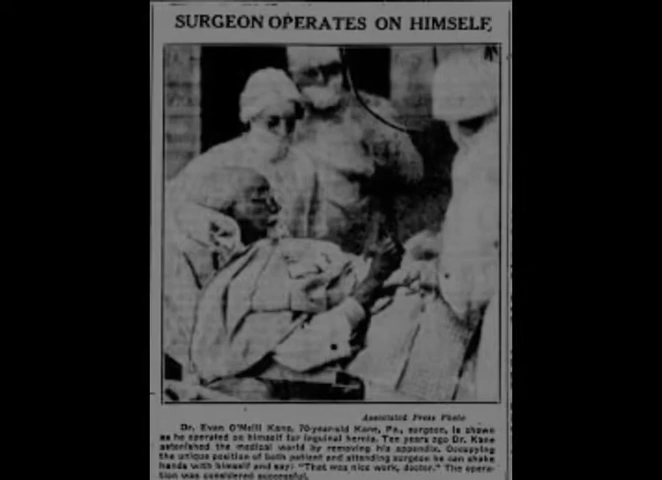 SURGEON OPERATES ON HIMSELF
Associated Press Photo
Dr. Evan O'Neill Kane, 70-year-old Kane, Pa., surgeon, is shown
as he operated on himself for inguinal hernia. Ten years ago Dr. Kane
astonished the medical world by removing his appendix. Occupying
the unique position of both patient and attending surgeon he can shake
hands with himself and say: "That was nice work, doctor." The opera-
tion was considered successful.